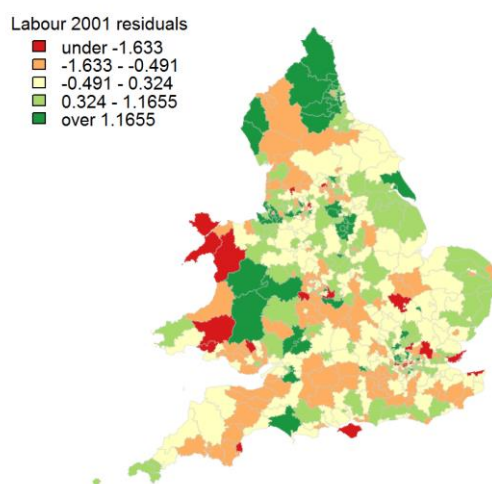 Labour 2001 residuals
under -1.633
-1.633 - -0.491
-0.491 - 0.324
0.324 - 1.1655
over 1.1655